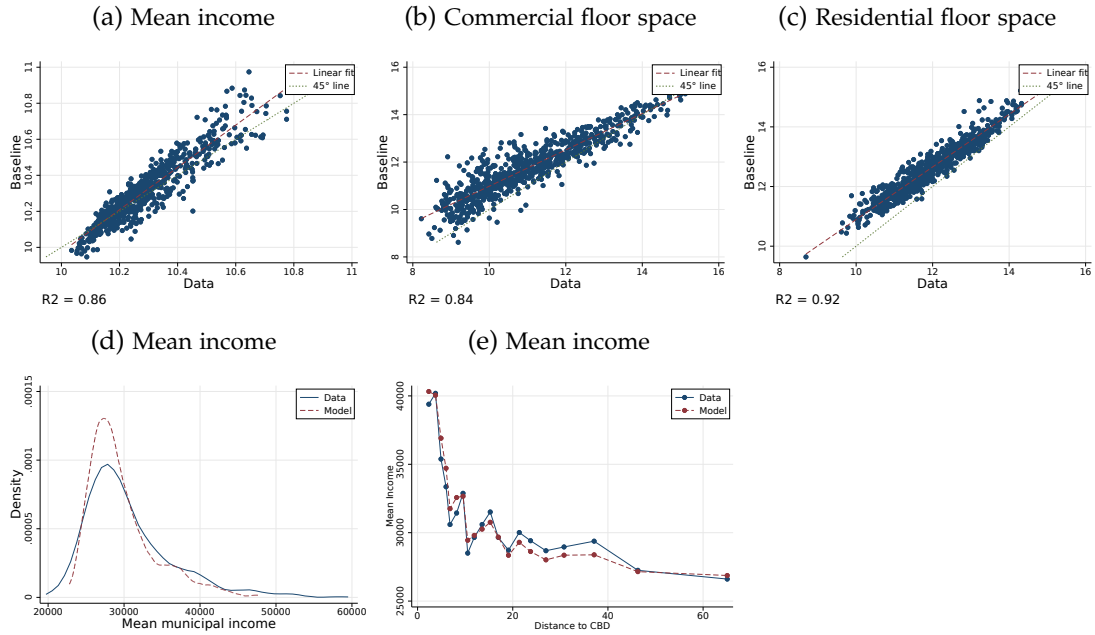 (a) Mean income
(b) Commercial floor space
(c) Residential floor space
Linear fit
45° line
Baseline
10 10.2 10.4 10.6 10.8 11
10 10.2 10.4 10.6 10.8 11
Data
R2 = 0.86
Linear fit
45° line
Baseline
8 10 12 14 16
8 10 12 14 16
Data
R2 = 0.84
Linear fit
45° line
Baseline
10 12 14 16
8 10 12 14 16
Data
R2 = 0.92
(d) Mean income
(e) Mean income
Data
Model
Density
0 .00005 .0001 .00015
20000 30000 40000 50000 60000
Mean municipal income
Data
Model
Mean Income
25000 30000 35000 40000
0 20 40 60
Distance to CBD